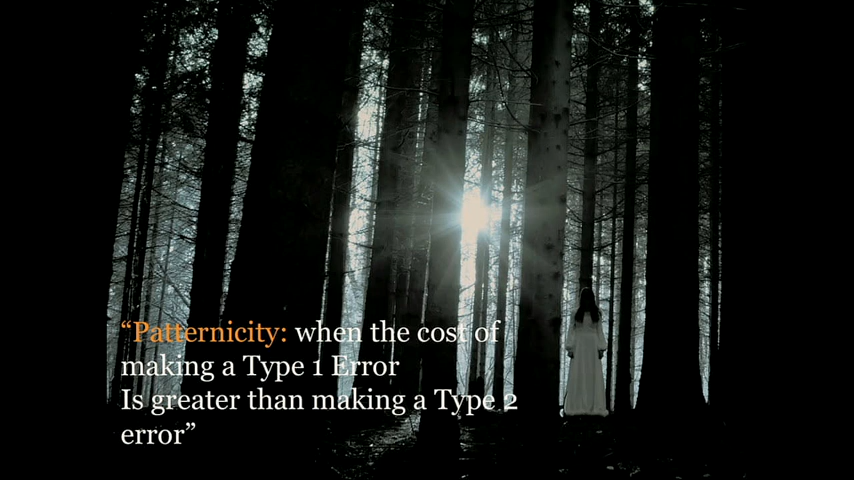 “Patternicity: when the cost of
making a Type 1 Error
Is greater than making a Type 2
error”